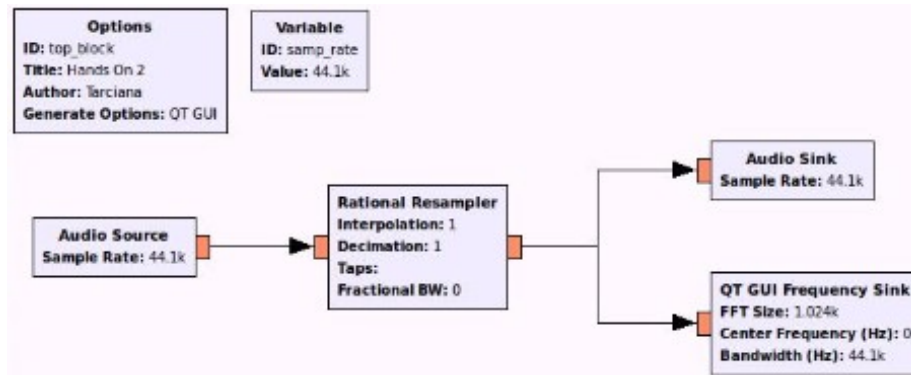 Options
ID: top_block
Title: Hands On 2
Author: Tarciana
Generate Options: QT GUI
Variable
ID: samp_rate
Value: 44.1k
Audio Source
Sample Rate: 44.1k
Rational Resampler
Interpolation: 1
Decimation: 1
Taps:
Fractional BW: 0
Audio Sink
Sample Rate: 44.1k
QT GUI Frequency Sink
FFT Size: 1.024k
Center Frequency (Hz): 0
Bandwidth (Hz): 44.1k